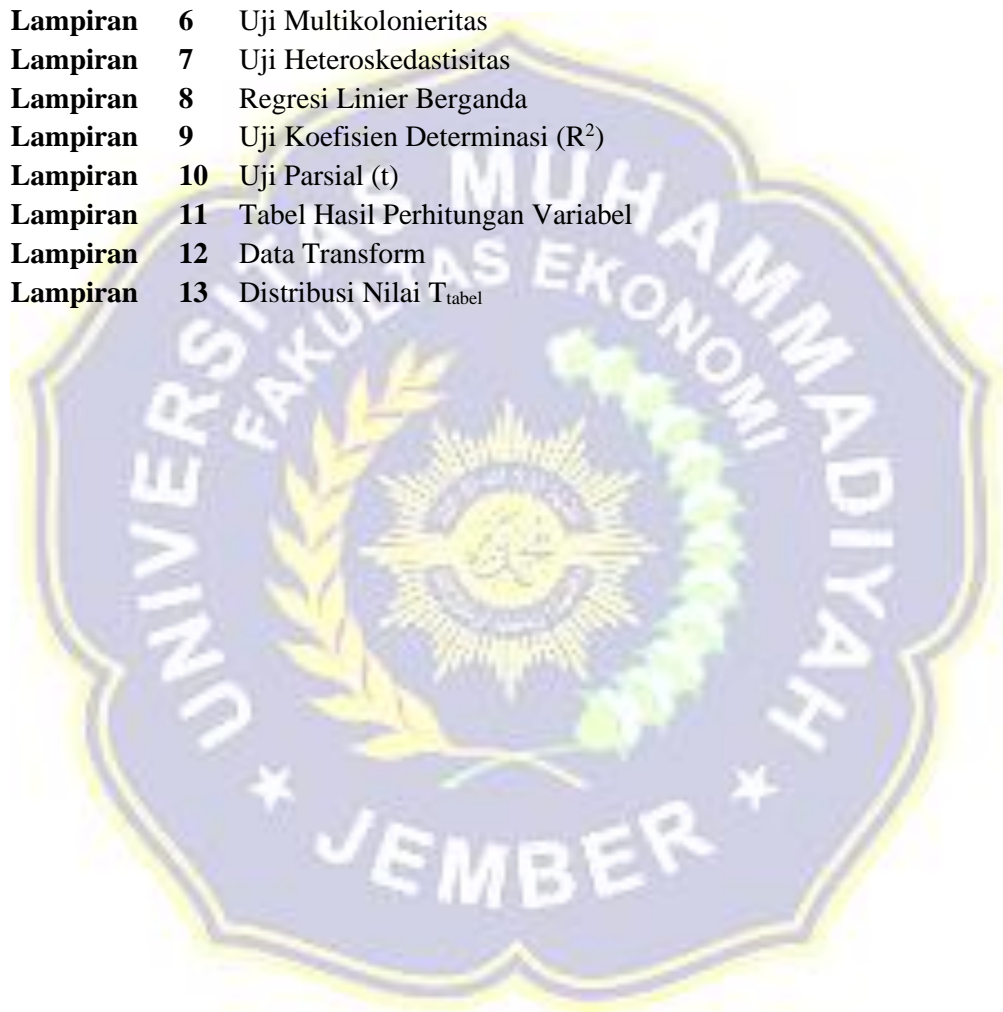 Lampiran 6 Uji Multikolonieritas
Lampiran 7 Uji Heteroskedastisitas
Lampiran 8 Regresi Linier Berganda
Lampiran 9 Uji Koefisien Determinasi (R²)
Lampiran 10 Uji Parsial (t)
Lampiran 11 Tabel Hasil Perhitungan Variabel
Lampiran 12 Data Transform
Lampiran 13 Distribusi Nilai Ttabel
UNIVERSITAS MUHAMMADIYAH
FAKULTAS EKONOMI
JEMBER